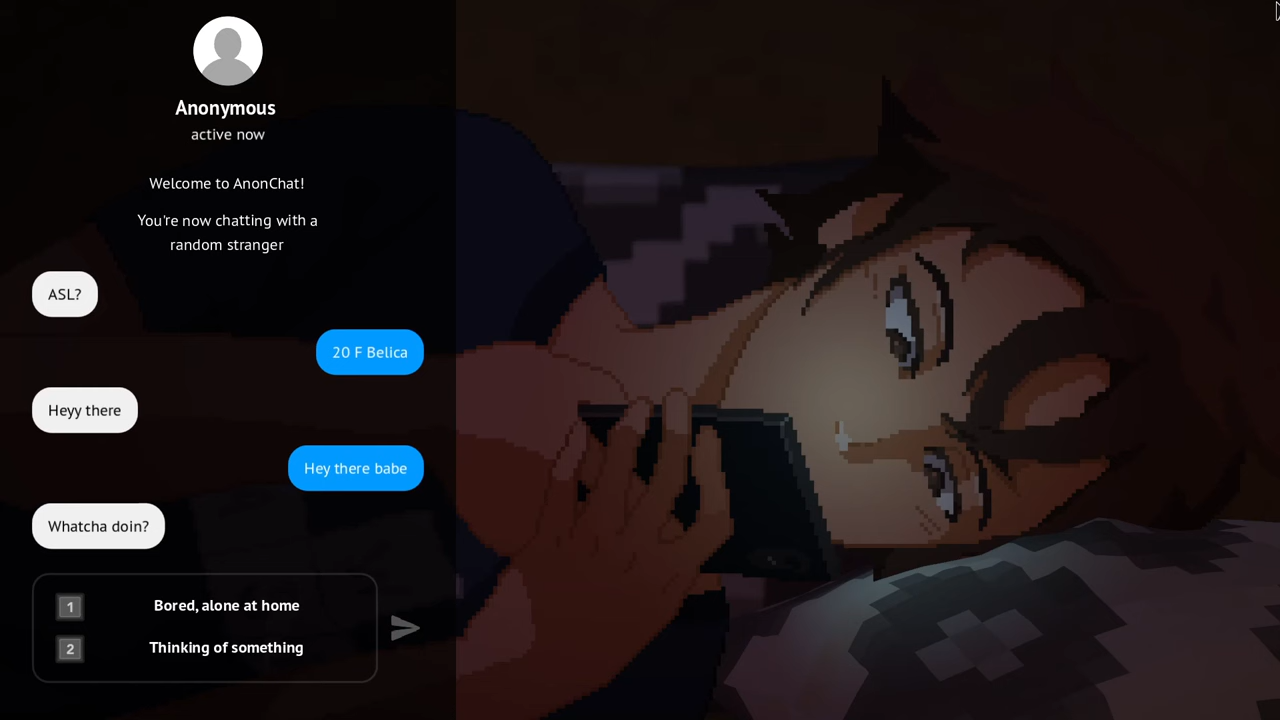 Anonymous
active now
Welcome to AnonChat!
You're now chatting with a
random stranger
ASL?
20 F Belica
Heyy there
Hey there babe
Whatcha doin?
1 Bored, alone at home
2 Thinking of something